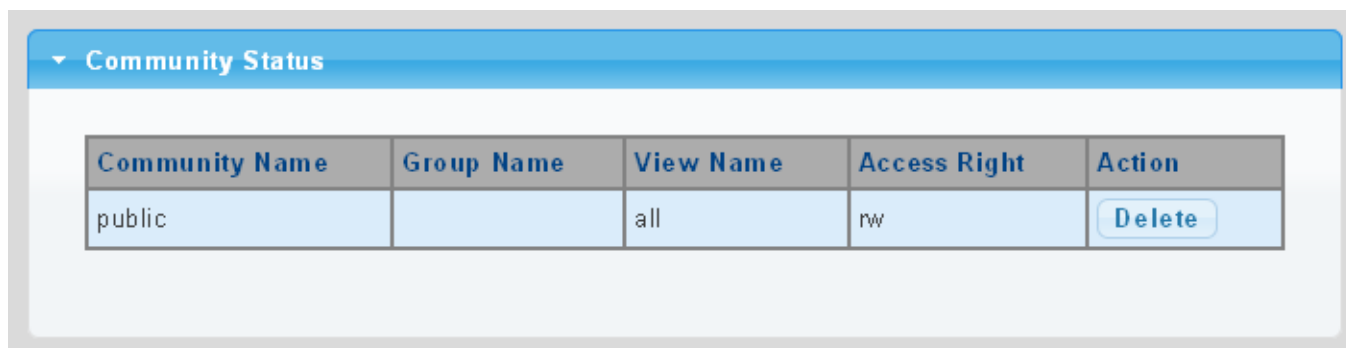 Community Status
Community Name Group Name View Name Access Right Action
public all rw Delete